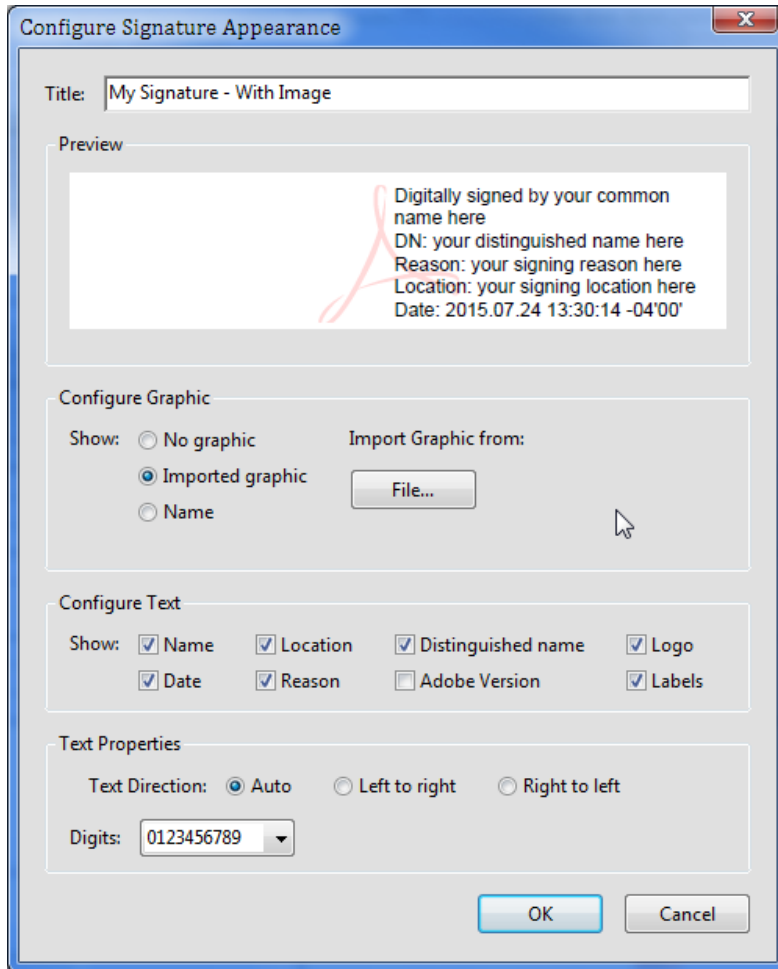 Configure Signature Appearance
Title: My Signature - With Image
Preview
Digitally signed by your common
name here
DN: your distinguished name here
Reason: your signing reason here
Location: your signing location here
Date: 2015.07.24 13:30:14 -04'00'
Configure Graphic
Show: No graphic Import Graphic from:
Imported graphic File...
Name
Configure Text
Show: Name Location Distinguished name Logo
Date Reason Adobe Version Labels
Text Properties
Text Direction: Auto Left to right Right to left
Digits: 0123456789
OK Cancel